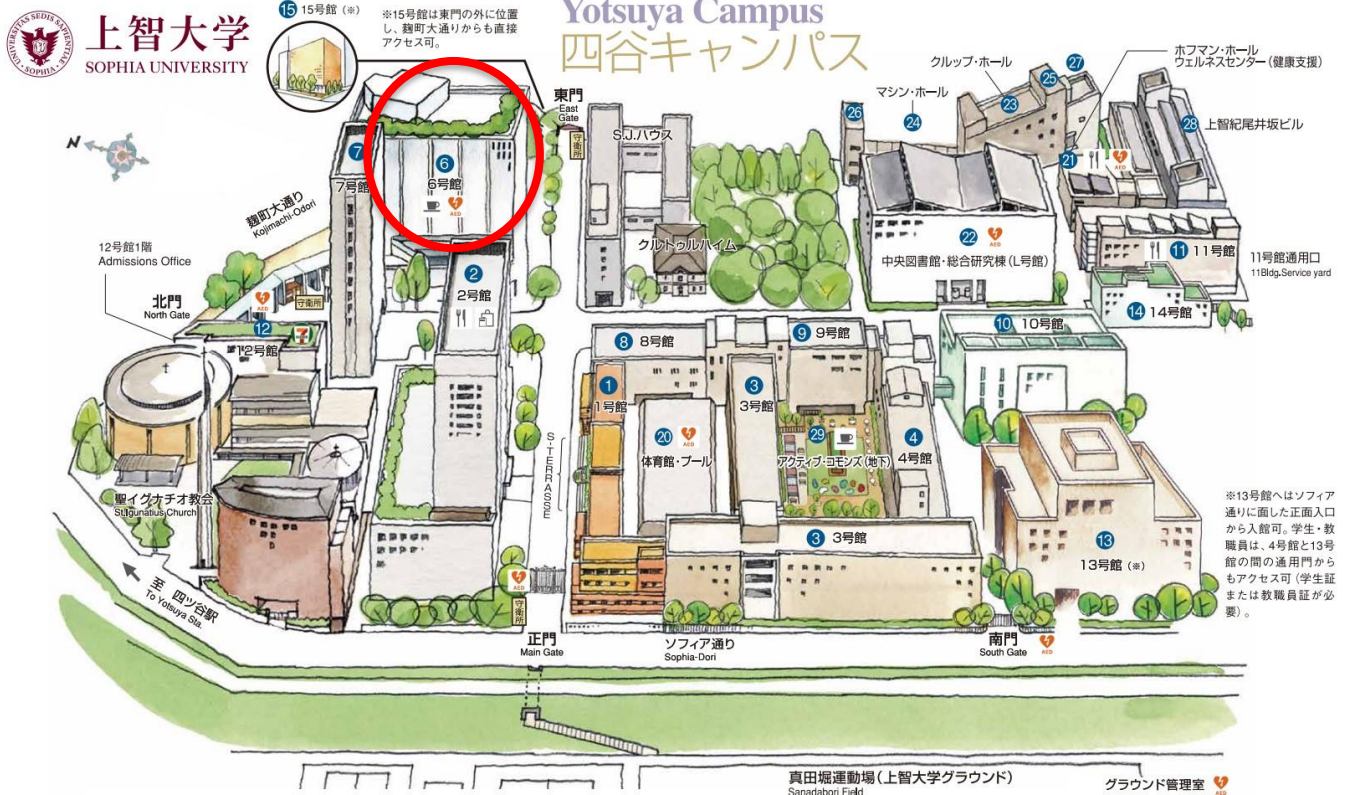 上智大学
SOPHIA UNIVERSITY
UNIVERSITAS SEDIS SAPIENTIAE
SOPHIA
15 15号館(※)
※15号館は東門の外に位置
し、麹町大通りからも直接
アクセス可。
Yotsuya Campus
四谷キャンパス
N
東門
East
Gate
守衛所
S.J.ハウス
クルトゥルハイム
26
マシン・ホール
24
クルップ・ホール
23
25
27
ホフマン・ホール
ウェルネスセンター(健康支援)
28 上智紀尾井坂ビル
21
AED
7
7号館
6
6号館
AED
麹町大通り
Kojimachi-Odori
12号館1階
Admissions Office
北門
North Gate
AED
守衛所
12
12号館
2
2号館
22
AED
中央図書館・総合研究棟(L号館)
11 11号館
11号館通用口
11Bldg.Service yard
14 14号館
10 10号館
8 8号館
9 9号館
1
1号館
3
3号館
20
AED
体育館・プール
29
アクティブ・コモンズ(地下)
4
4号館
S-TERRASSE
3 3号館
13
13号館(※)
※13号館へはソフィア
通りに面した正面入口
から入館可。学生・教
職員は、4号館と13号
館の間の通用門から
もアクセス可(学生証
または教職員証が必
要)。
聖イグナチオ教会
St.Ignatius Church
至 四ツ谷駅
To Yotsuya Sta.
AED
守衛所
正門
Main Gate
ソフィア通り
Sophia-Dori
南門
South Gate
AED
真田堀運動場(上智大学グラウンド)
Sanadabori Field
グラウンド管理室
AED